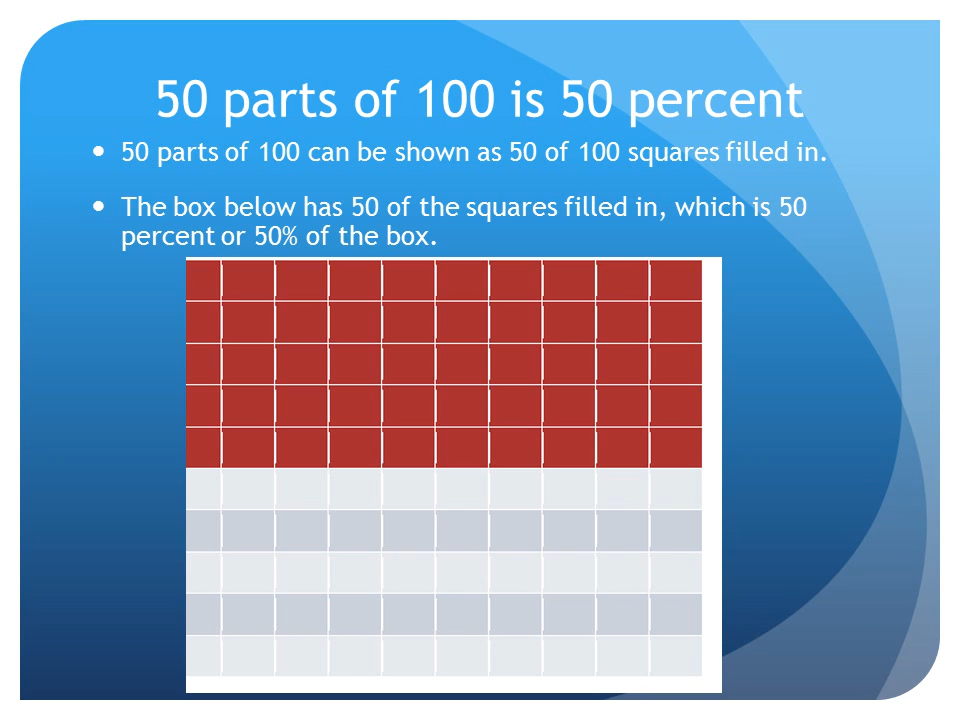 50 parts of 100 is 50 percent
50 parts of 100 can be shown as 50 of 100 squares filled in.
The box below has 50 of the squares filled in, which is 50
percent or 50% of the box.